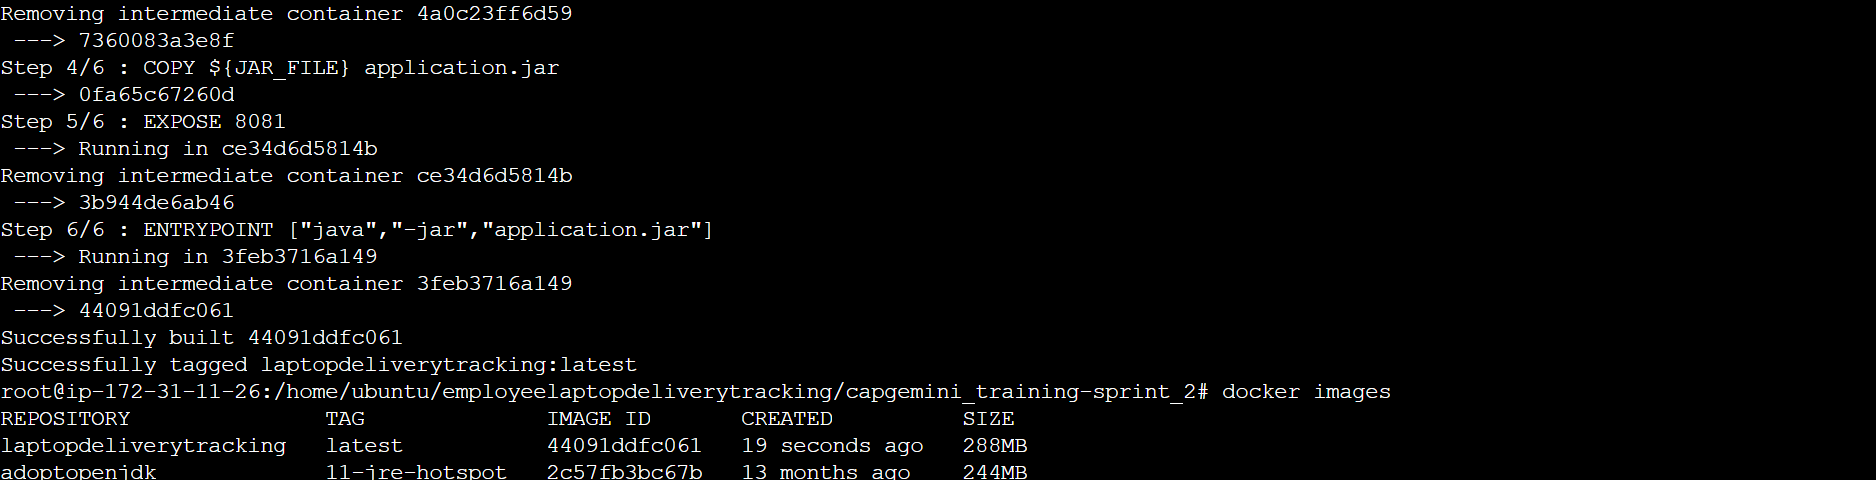 Removing intermediate container 4a0c23ff6d59
---> 7360083a3e8f
Step 4/6 : COPY ${JAR_FILE} application.jar
---> 0fa65c67260d
Step 5/6 : EXPOSE 8081
---> Running in ce34d6d5814b
Removing intermediate container ce34d6d5814b
---> 3b944de6ab46
Step 6/6 : ENTRYPOINT ["java","-jar","application.jar"]
---> Running in 3feb3716a149
Removing intermediate container 3feb3716a149
---> 44091ddfc061
Successfully built 44091ddfc061
Successfully tagged laptopdeliverytracking:latest
root@ip-172-31-11-26:/home/ubuntu/employeelaptopdeliverytracking/capgemini_training-sprint_2# docker images
REPOSITORY TAG IMAGE ID CREATED SIZE
laptopdeliverytracking latest 44091ddfc061 19 seconds ago 288MB
adoptopenjdk 11-jre-hotspot 2c57fb3bc67b 13 months ago 244MB